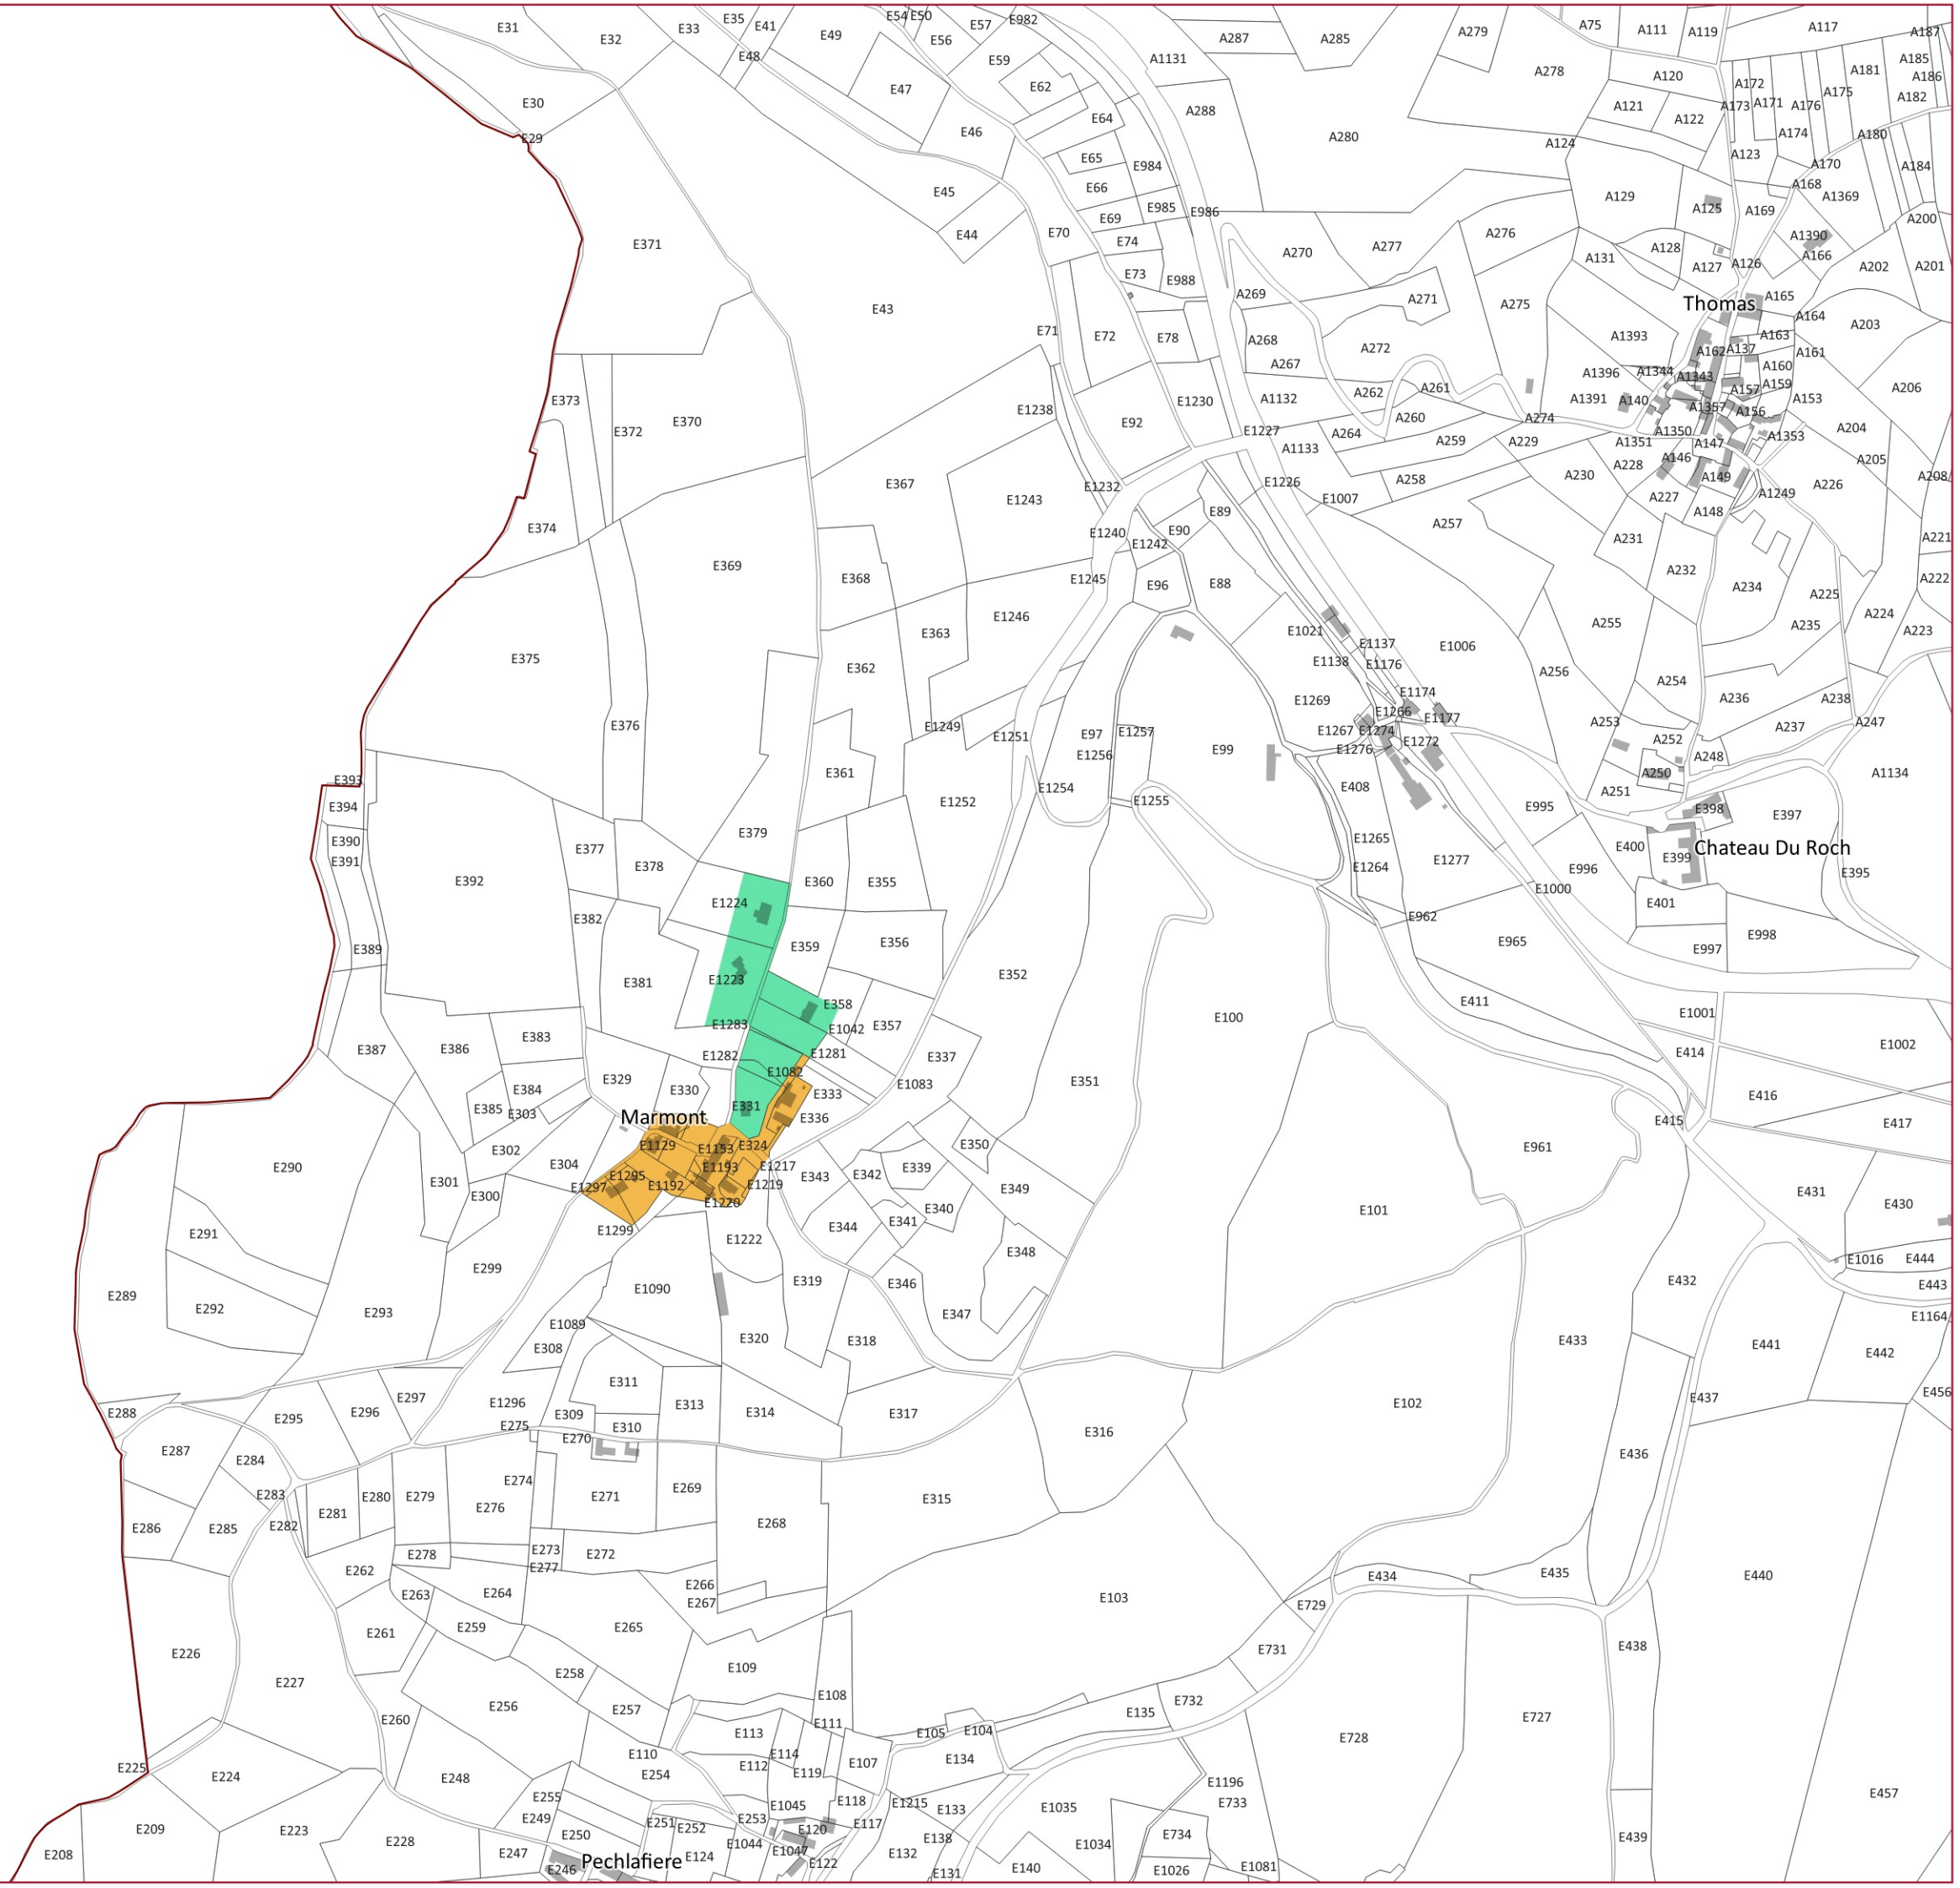 E54 E50
E31 E35 E41 E57 E982
E32 E33 E48 E49 E56 E59 A1131 A287 A285 A279 A75 A111 A119 A117 A187
E30 E47 E62 A278 A120 A172 A181 A185 A186
E29 E46 E64 A288 A280 A121 A122 A173 A171 A176 A175 A182
E65 E984 A124 A123 A174 A180 A170 A184
E45 E66 A129 A125 A168 A1369
E371 E44 E70 E69 E985 E986 A169 A200
E74 A270 A277 A276 A128 A1390
E73 E988 A131 A127 A126 A166 A202 A201
E43 A269 A271 A275 A165
Thomas
E71 E72 E78 A268 A272 A1393 A164 A203
A267 A162 A137 A163 A161
A1396 A1344 A1343 A160
E373 E1238 E1230 A1132 A262 A261 A1391 A140 A157 A159 A153 A206
E372 E370 E92 A264 A260 A274 A1357 A156
E1227 A1133 A259 A229 A1351 A1350 A147 A1353 A204
E367 E1232 E1226 A258 A230 A228 A146 A149 A205 A208
E374 E1243 E89 E1007 A257 A227 A148 A1249 A226
E1240 E1242 E90 A231 A221
E369 E368 E1245 E96 E88 A232 A234 A225 A222
E375 E363 E1246 E1021 E1137 A255 A235 A224 A223
E362 E1138 E1176 E1006 A256 A254
E376 E1249 E1251 E97 E1257 E1269 E1174 A236 A238
E1256 E99 E1267 E1266 E1177 A253 A237 A247
E361 E1274 E1272 A252 A248
E393 E1276 A250 A1134
E394 E1252 E1254 E1255 E408 A251
E390 E379 E1265 E995 E398 E397
E391 E377 E378 E1264 E1277 E996 E400 E399
Chateau Du Roch
E392 E360 E355 E1000 E395
E382 E1224 E962 E401
E389 E381 E359 E356 E965 E997 E998
E1223 E352 E411
E358 E1001
E387 E386 E383 E1283 E1042 E357 E100 E414 E1002
E1282 E1281 E337
E384 E329 E330 E1082 E1083 E351 E416
E385 E303 E331 E333 E336 E415 E417
Marmont
E302 E1129 E1153 E324 E350 E961
E290 E304 E1193 E1217 E343 E342 E339
E301 E300 E1297 E1295 E1192 E1219 E349 E431 E430
E291 E1299 E1220 E344 E341 E340 E101
E299 E1222 E348 E1016 E444
E289 E292 E293 E1090 E319 E346 E432 E443
E1089 E347 E1164
E308 E320 E318 E433 E441 E442
E288 E295 E296 E297 E1296 E311 E313 E437 E456
E309 E310 E314 E317 E102
E287 E284 E275 E270 E316 E436
E283 E280 E279 E274 E271 E269 E315
E286 E285 E282 E281 E276 E268
E278 E273 E272
E262 E277 E434 E435 E440
E263 E264 E266
E267 E103 E729
E226 E261 E259 E265 E731 E438
E227 E258 E109
E260 E256 E257 E108 E732
E113 E111 E105 E104 E135 E727
E225 E110 E114 E107 E134 E728
E224 E248 E254 E112 E119 E1196
E255 E118 E1215 E733 E457
E209 E223 E228 E249 E251 E1045 E133 E1035
E250 E252 E253 E120 E117 E138 E1034 E734 E439
E208 E247 E1044 E1047 E132
E246 E124 E122 E131 E140 E1026 E1081
Pechlafiere